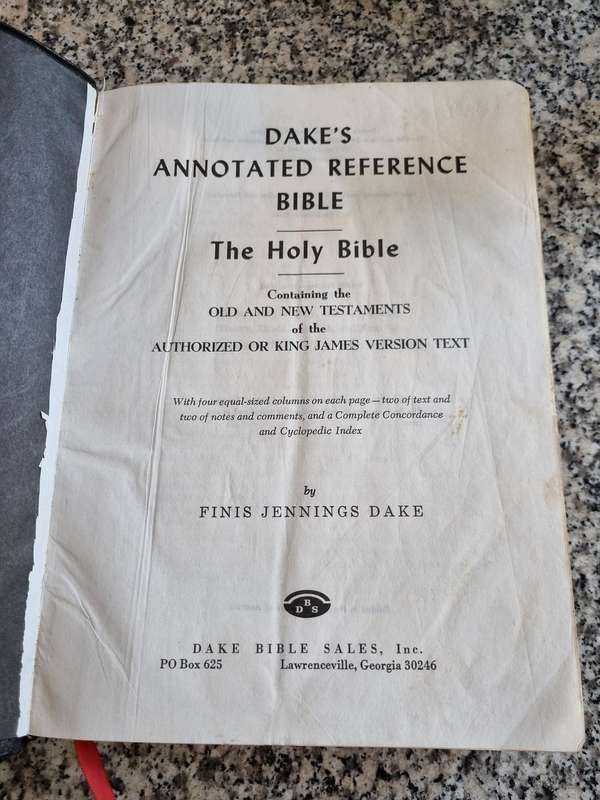 DAKE'S
ANNOTATED REFERENCE
BIBLE
The Holy Bible
Containing the
OLD AND NEW TESTAMENTS
of the
AUTHORIZED OR KING JAMES VERSION TEXT
With four equal-sized columns on each page—two of text and
two of notes and comments, and a Complete Concordance
and Cyclopedic Index
by
FINIS JENNINGS DAKE
DBS
DAKE BIBLE SALES, Inc.
PO Box 625 Lawrenceville, Georgia 30246